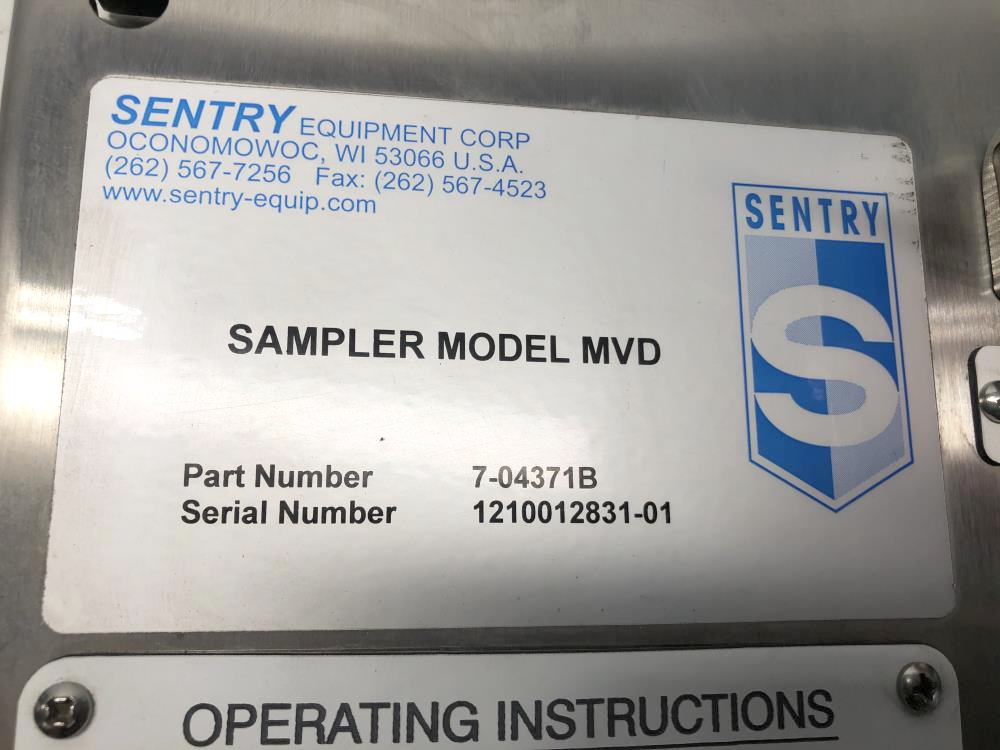 SENTRY EQUIPMENT CORP
OCONOMOWOC, WI 53066 U.S.A.
(262) 567-7256 Fax: (262) 567-4523
www.sentry-equip.com
SENTRY
S
SAMPLER MODEL MVD
Part Number 7-04371B
Serial Number 1210012831-01
OPERATING INSTRUCTIONS